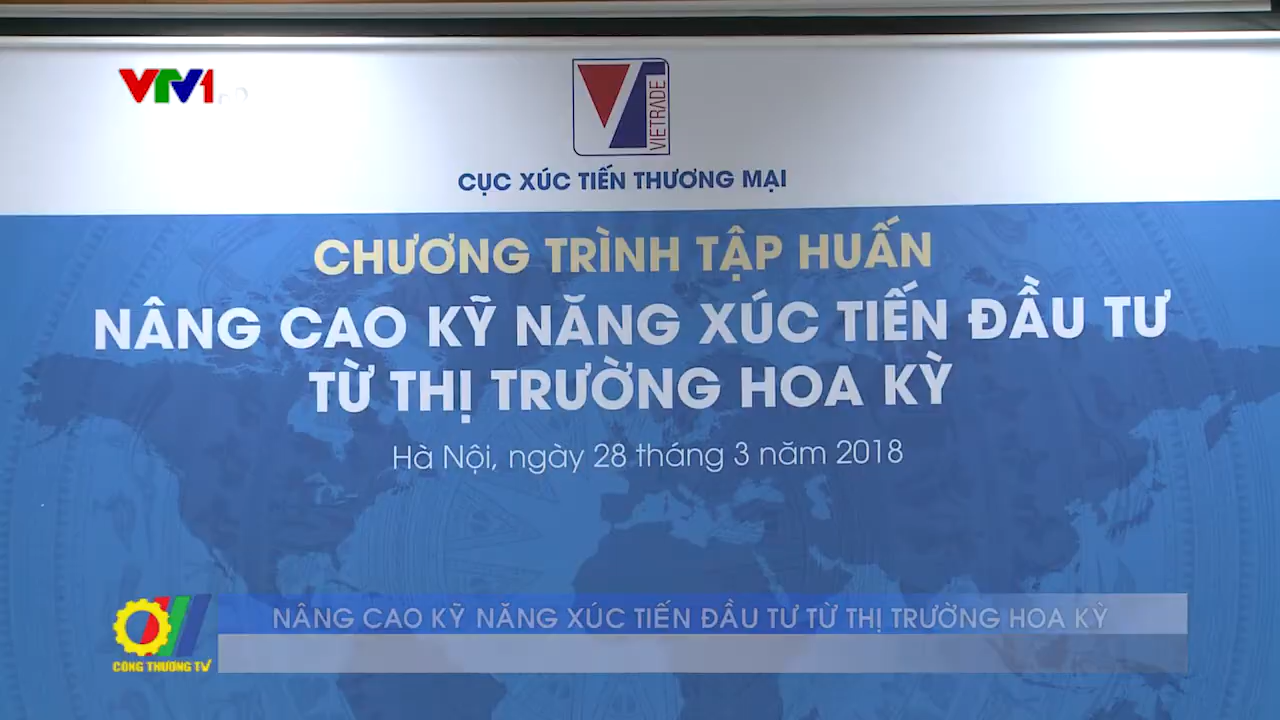 VTV1
VIETRADE
CỤC XÚC TIẾN THƯƠNG MẠI
CHƯƠNG TRÌNH TẬP HUẤN
NÂNG CAO KỸ NĂNG XÚC TIẾN ĐẦU TƯ
TỪ THỊ TRƯỜNG HOA KỲ
Hà Nội, ngày 28 tháng 3 năm 2018
NÂNG CAO KỸ NĂNG XÚC TIẾN ĐẦU TƯ TỪ THỊ TRƯỜNG HOA KỲ
CÔNG THƯƠNG TV